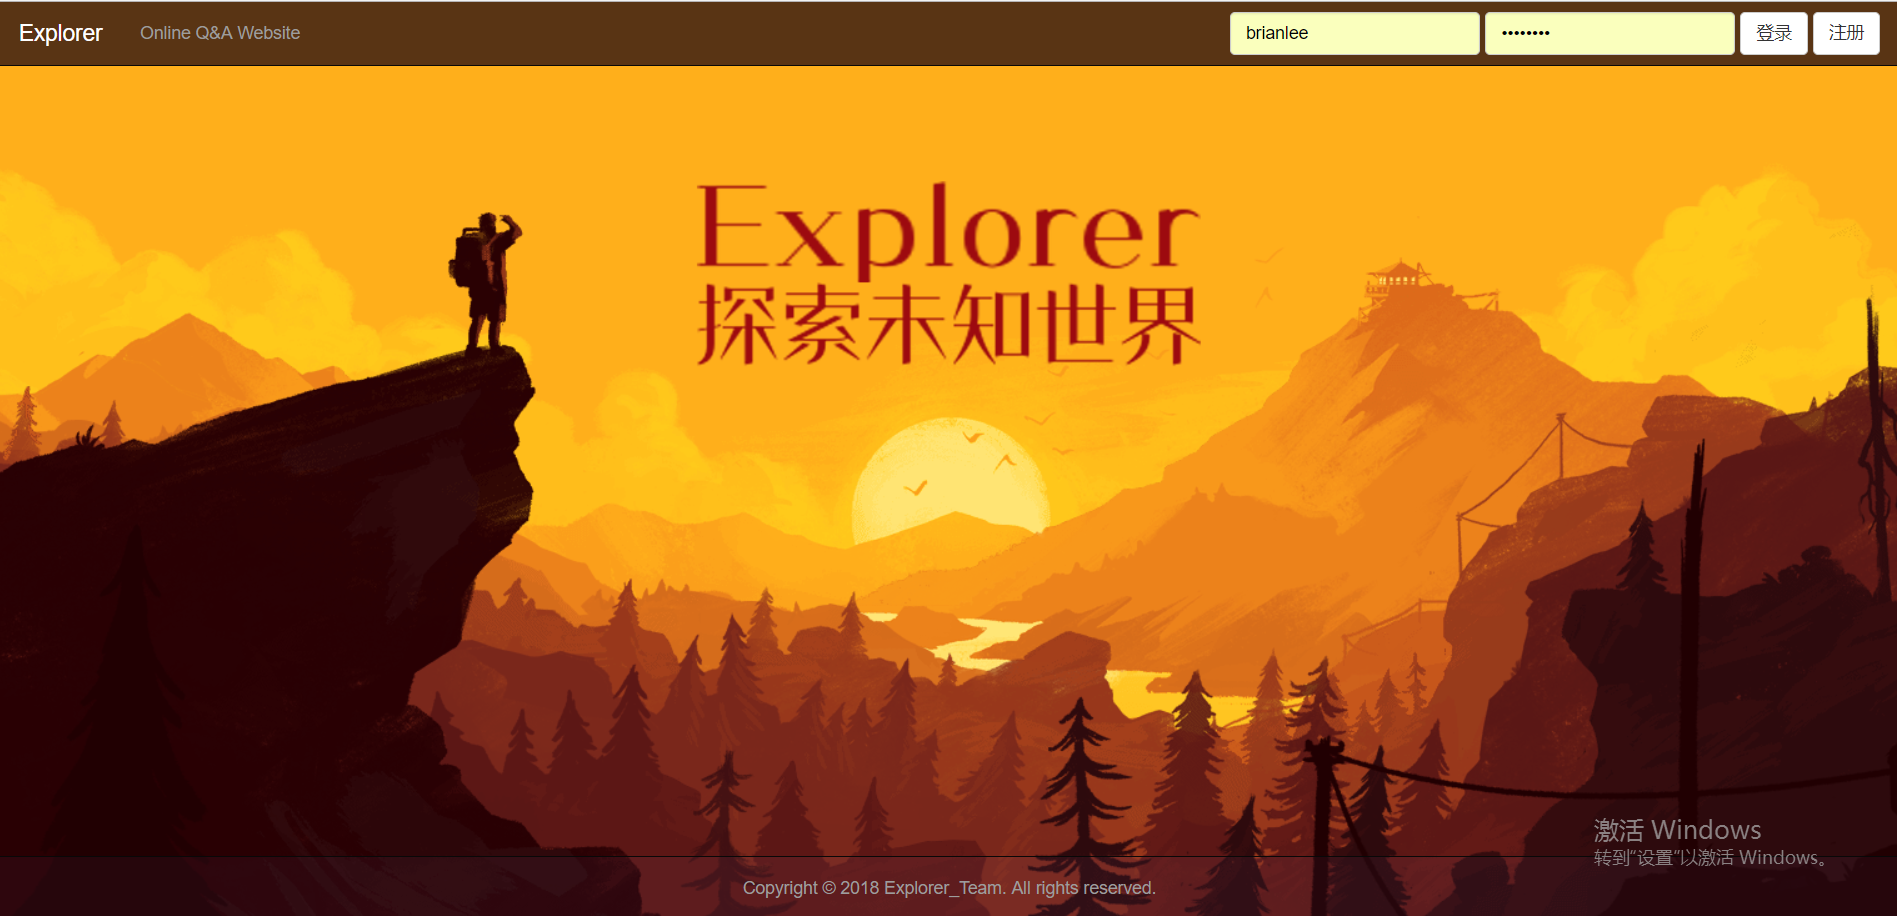 Explorer
Online Q&A Website
brianlee
••••••••
登录
注册
Explorer
探索未知世界
激活 Windows
转到“设置”以激活 Windows。
Copyright © 2018 Explorer_Team. All rights reserved.